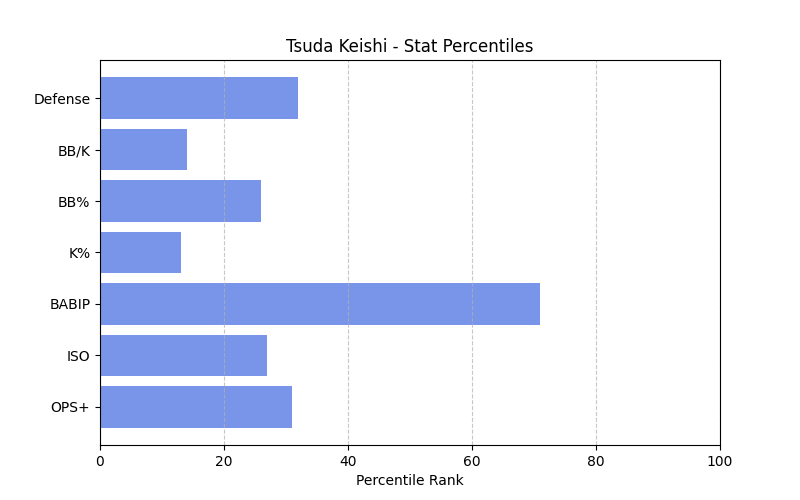 Tsuda Keishi - Stat Percentiles
Defense
BB/K
BB%
K%
BABIP
ISO
OPS+
0 20 40 60 80 100
Percentile Rank